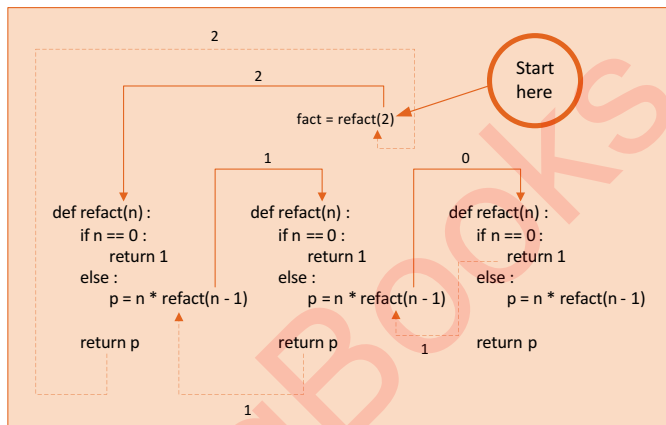 2
2
Start
here
fact = refact(2)
1
0
def refact(n) :
if n == 0 :
return 1
else :
p = n * refact(n - 1)
return p
def refact(n) :
if n == 0 :
return 1
else :
p = n * refact(n - 1)
return p
def refact(n) :
if n == 0 :
return 1
else :
p = n * refact(n - 1)
return p
1
1